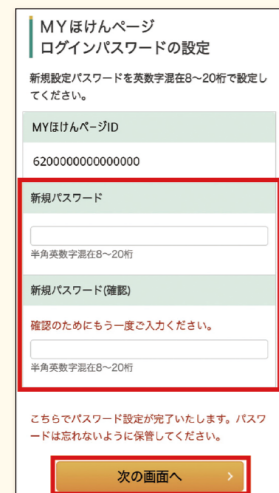 MYほけんページ
ログインパスワードの設定
新規設定パスワードを英数字混在8～20桁で設定し
てください。
MYほけんページID
6200000000000000
新規パスワード
半角英数字混在8～20桁
新規パスワード(確認)
確認のためにもう一度ご入力ください。
半角英数字混在8～20桁
こちらでパスワード設定が完了いたします。パスワ
ードは忘れないように保管してください。
次の画面へ